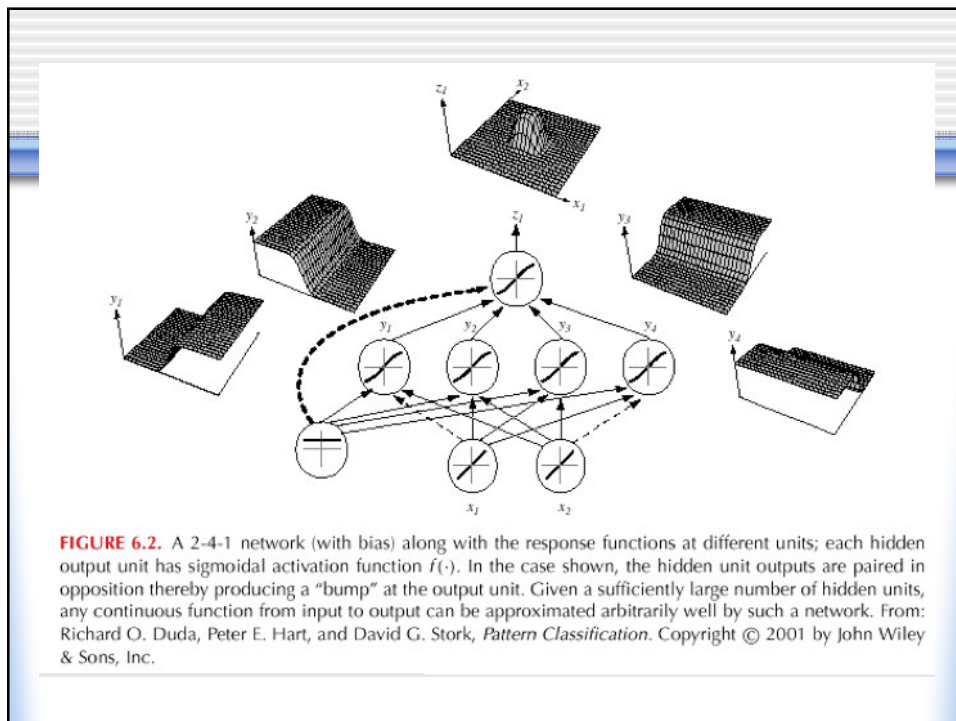 z1
x2
x1
y2
y3
z1
y1
y1
y2
y3
y4
y4
x1
x2
FIGURE 6.2. A 2-4-1 network (with bias) along with the response functions at different units; each hidden
output unit has sigmoidal activation function f(·). In the case shown, the hidden unit outputs are paired in
opposition thereby producing a “bump” at the output unit. Given a sufficiently large number of hidden units,
any continuous function from input to output can be approximated arbitrarily well by such a network. From:
Richard O. Duda, Peter E. Hart, and David G. Stork, Pattern Classification. Copyright © 2001 by John Wiley
& Sons, Inc.